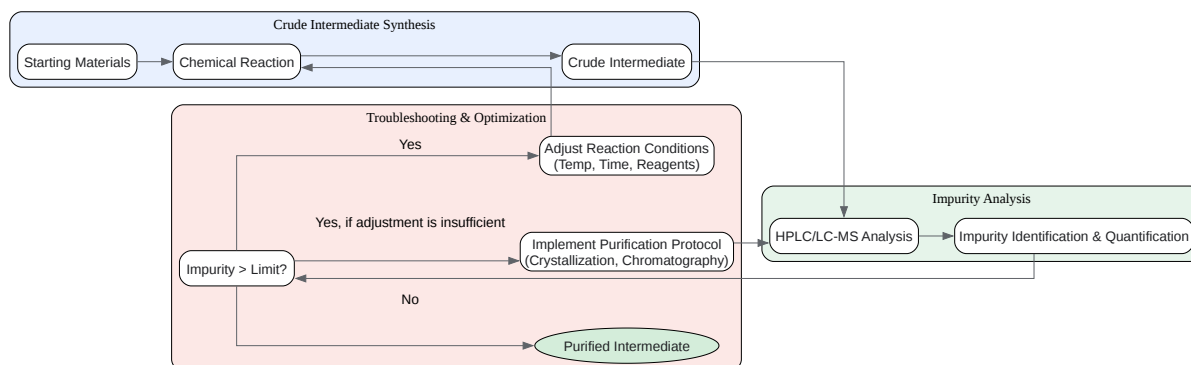 Crude Intermediate Synthesis
Starting Materials
Chemical Reaction
Crude Intermediate
Troubleshooting & Optimization
Yes
Adjust Reaction Conditions
(Temp, Time, Reagents)
Impurity Analysis
Yes, if adjustment is insufficient
HPLC/LC-MS Analysis
Impurity Identification & Quantification
Implement Purification Protocol
(Crystallization, Chromatography)
Impurity > Limit?
No
Purified Intermediate